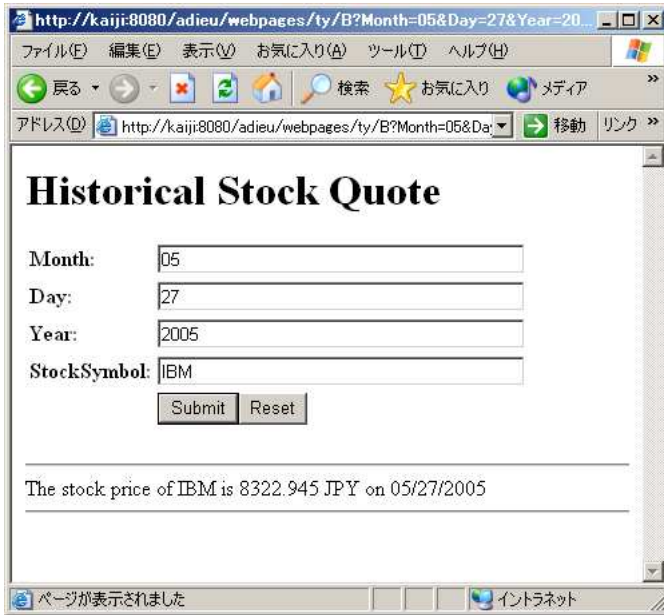 http://kaiji:8080/adieu/webpages/ty/B?Month=05&Day=27&Year=20...
ファイル(F) 編集(E) 表示(V) お気に入り(A) ツール(T) ヘルプ(H)
戻る 検索 お気に入り メディア »
アドレス(D) http://kaiji:8080/adieu/webpages/ty/B?Month=05&Da 移動 リンク »
Historical Stock Quote
Month: 05
Day: 27
Year: 2005
StockSymbol: IBM
Submit Reset
The stock price of IBM is 8322.945 JPY on 05/27/2005
ページが表示されました イントラネット